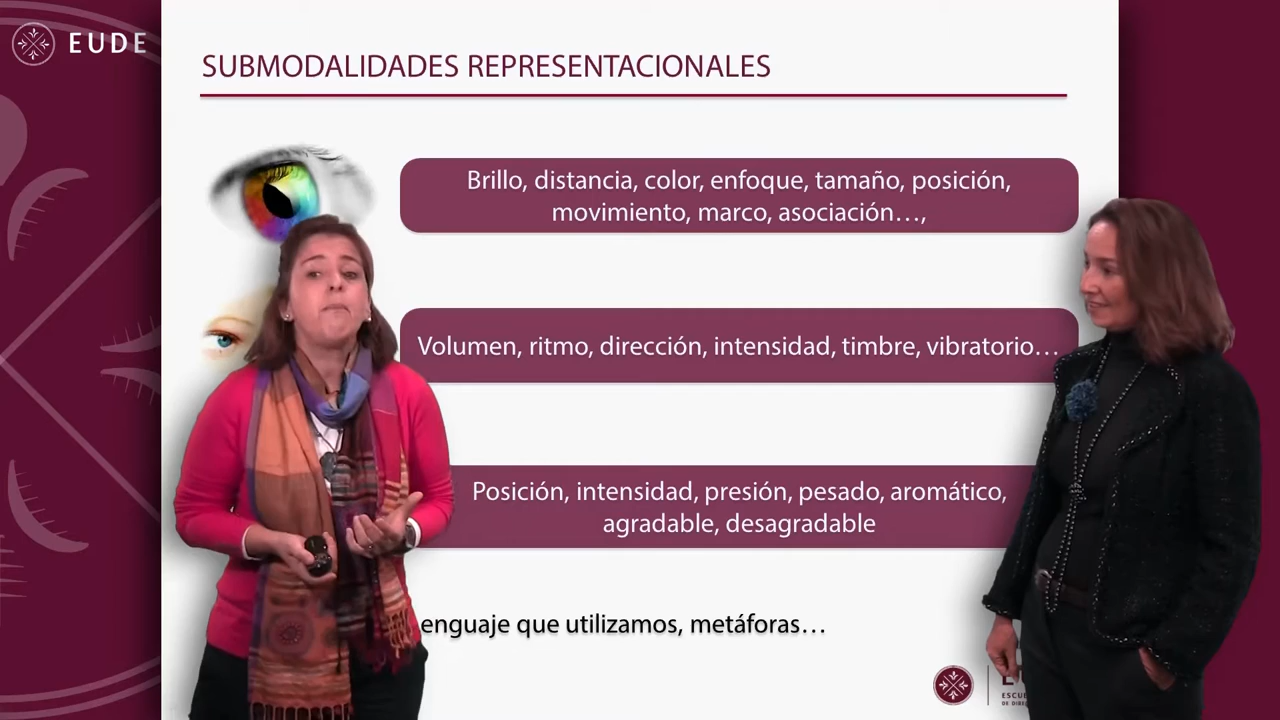 EUDE
SUBMODALIDADES REPRESENTACIONALES
Brillo, distancia, color, enfoque, tamaño, posición,
movimiento, marco, asociación…,
Volumen, ritmo, dirección, intensidad, timbre, vibratorio…
Posición, intensidad, presión, pesado, aromático,
agradable, desagradable
enguaje que utilizamos, metáforas…